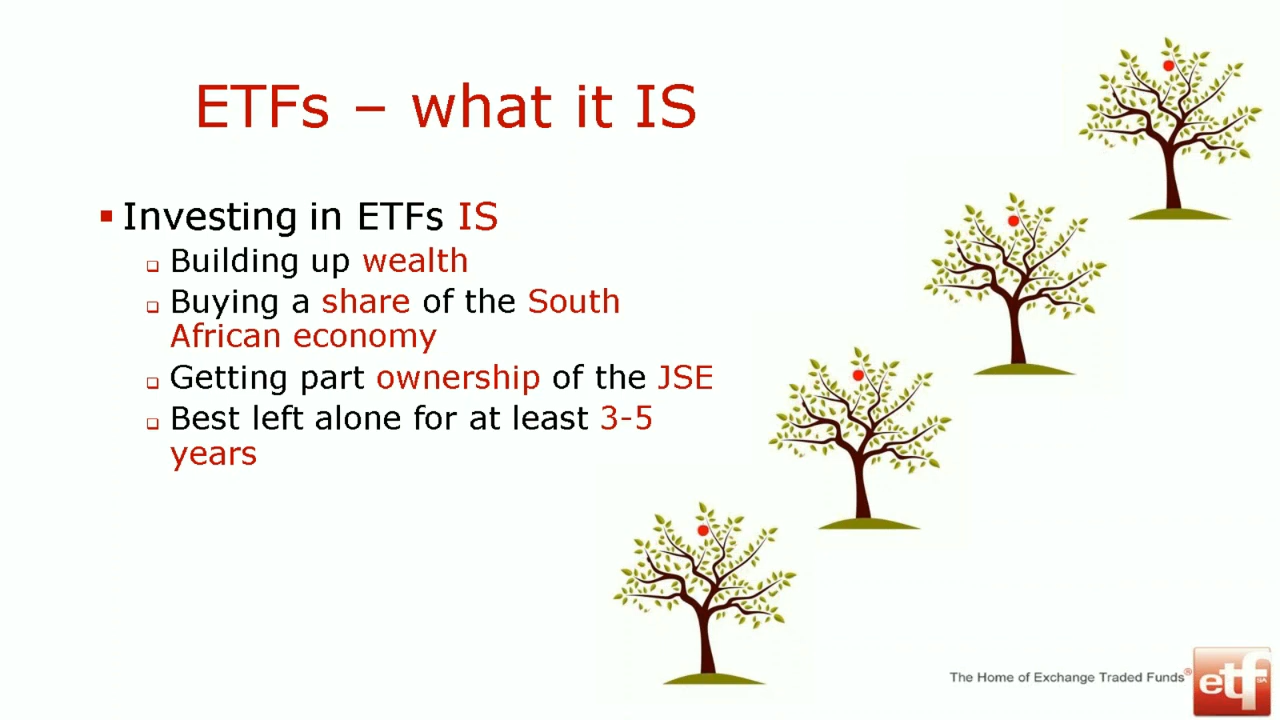 ETFs – what it IS
Investing in ETFs IS
Building up wealth
Buying a share of the South
African economy
Getting part ownership of the JSE
Best left alone for at least 3-5
years
The Home of Exchange Traded Funds®
etf
SA